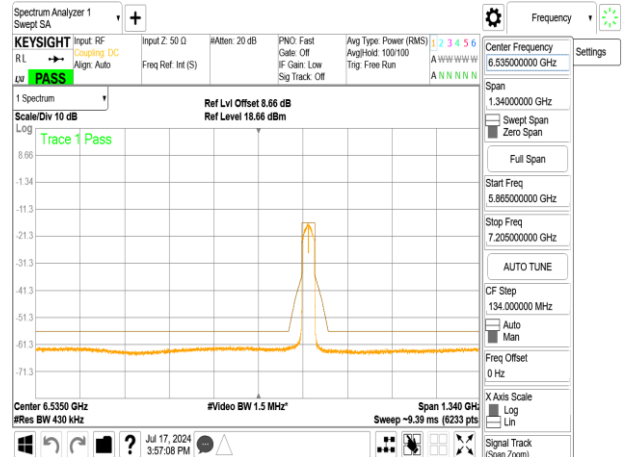 Spectrum Analyzer 1
Swept SA
+
Frequency
KEYSIGHT
RL
LXI PASS
Input: RF
Coupling: DC
Align: Auto
Input Z: 50 Ω
Freq Ref: Int (S)
#Atten: 20 dB
PNO: Fast
Gate: Off
IF Gain: Low
Sig Track: Off
Avg Type: Power (RMS)
Avg|Hold: 100/100
Trig: Free Run
1 2 3 4 5 6
A W W W W W
A N N N N N
1 Spectrum
Scale/Div 10 dB
Ref Lvl Offset 8.66 dB
Ref Level 18.66 dBm
Log
Trace 1 Pass
8.66
-1.34
-11.3
-21.3
-31.3
-41.3
-51.3
-61.3
-71.3
Center 6.5350 GHz
#Res BW 430 kHz
#Video BW 1.5 MHz*
Span 1.340 GHz
Sweep ~9.39 ms (6233 pts
?
Jul 17, 2024
3:57:08 PM
Center Frequency
6.535000000 GHz
Settings
Span
1.34000000 GHz
Swept Span
Zero Span
Full Span
Start Freq
5.865000000 GHz
Stop Freq
7.205000000 GHz
AUTO TUNE
CF Step
134.000000 MHz
Auto
Man
Freq Offset
0 Hz
X Axis Scale
Log
Lin
Signal Track
(Span Zoom)